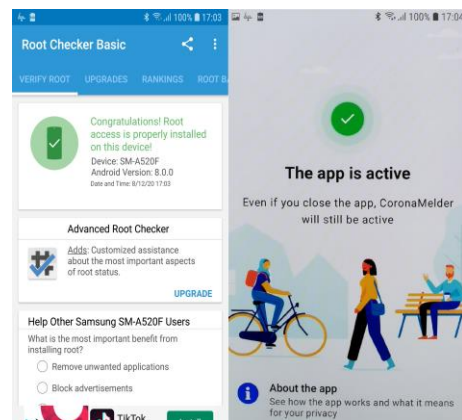 100% 17:03
Root Checker Basic
VERIFY ROOT UPGRADES RANKINGS ROOT B
Congratulations! Root
access is properly installed
on this device!
Device: SM-A520F
Android Version: 8.0.0
Date and Time: 8/12/20 17:03
Advanced Root Checker
Adds: Customized assistance
about the most important aspects
of root status.
UPGRADE
Help Other Samsung SM-A520F Users
What is the most important benefit from
installing root?
Remove unwanted applications
Block advertisements
TikTok
100% 17:04
The app is active
Even if you close the app, CoronaMelder
will still be active
About the app
See how the app works and what it means
for your privacy